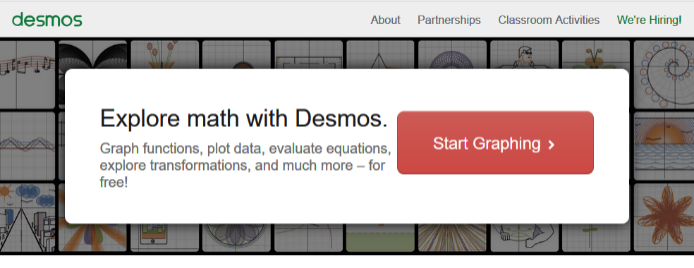 desmos
About Partnerships Classroom Activities We're Hiring!
Explore math with Desmos.
Graph functions, plot data, evaluate equations,
explore transformations, and much more – for
free!
Start Graphing ›